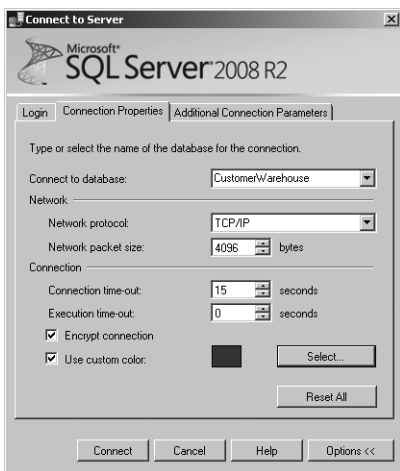 Connect to Server
Microsoft®
SQL Server® 2008 R2
Login Connection Properties Additional Connection Parameters
Type or select the name of the database for the connection.
Connect to database: CustomerWarehouse
Network
Network protocol: TCP/IP
Network packet size: 4096 bytes
Connection
Connection time-out: 15 seconds
Execution time-out: 0 seconds
Encrypt connection
Use custom color: Select...
Reset All
Connect Cancel Help Options <<